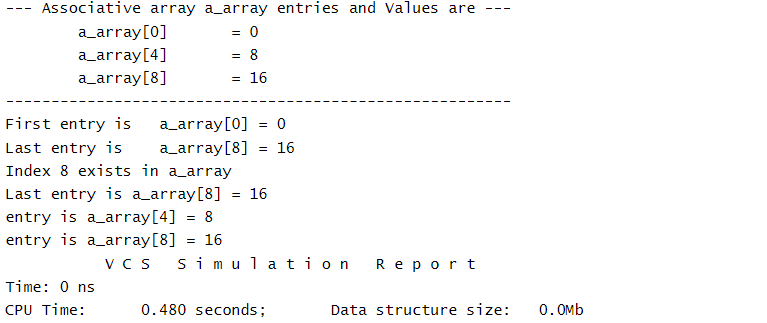 --- Associative array a_array entries and Values are ---
        a_array[0]       = 0
        a_array[4]       = 8
        a_array[8]       = 16
--------------------------------------------------------
First entry is   a_array[0] = 0
Last entry is    a_array[8] = 16
Index 8 exists in a_array
Last entry is a_array[8] = 16
entry is a_array[4] = 8
entry is a_array[8] = 16
           V C S   S i m u l a t i o n   R e p o r t
Time: 0 ns
CPU Time:      0.480 seconds;       Data structure size:   0.0Mb